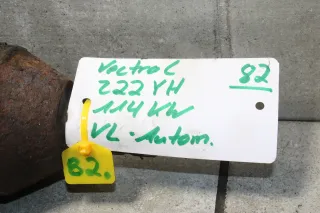 Vectra C
Z22YH
114 KW
VL - Autom.
82
82.